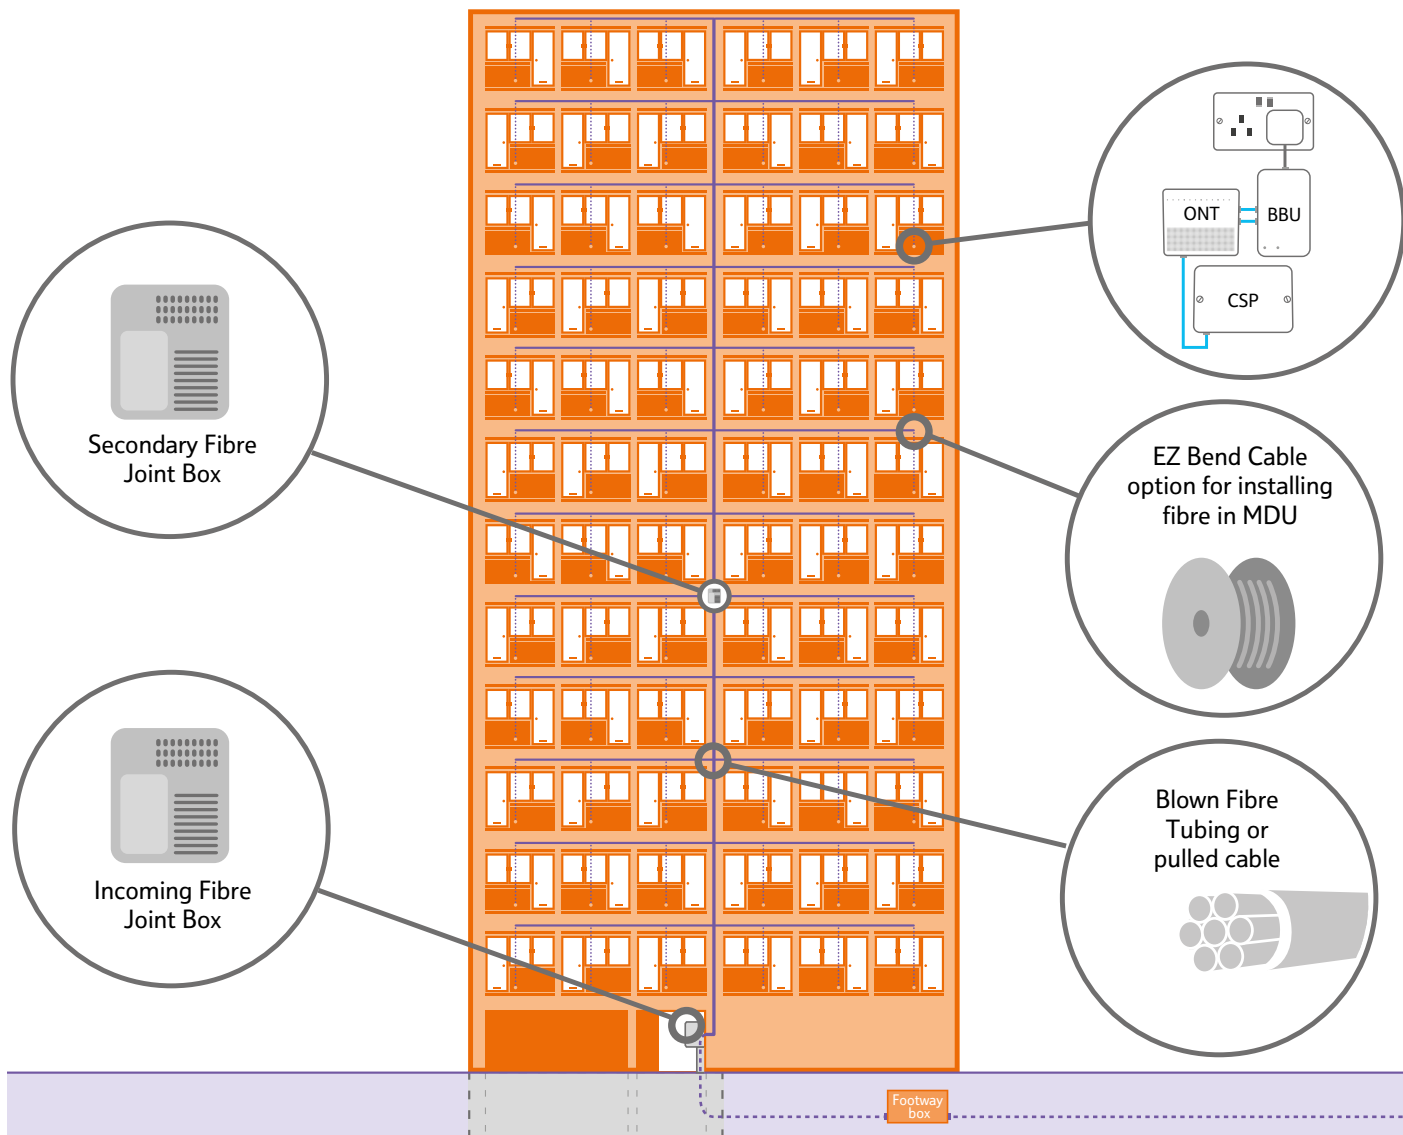 Secondary Fibre
Joint Box
Incoming Fibre
Joint Box
ONT
BBU
CSP
EZ Bend Cable
option for installing
fibre in MDU
Blown Fibre
Tubing or
pulled cable
Footway
box